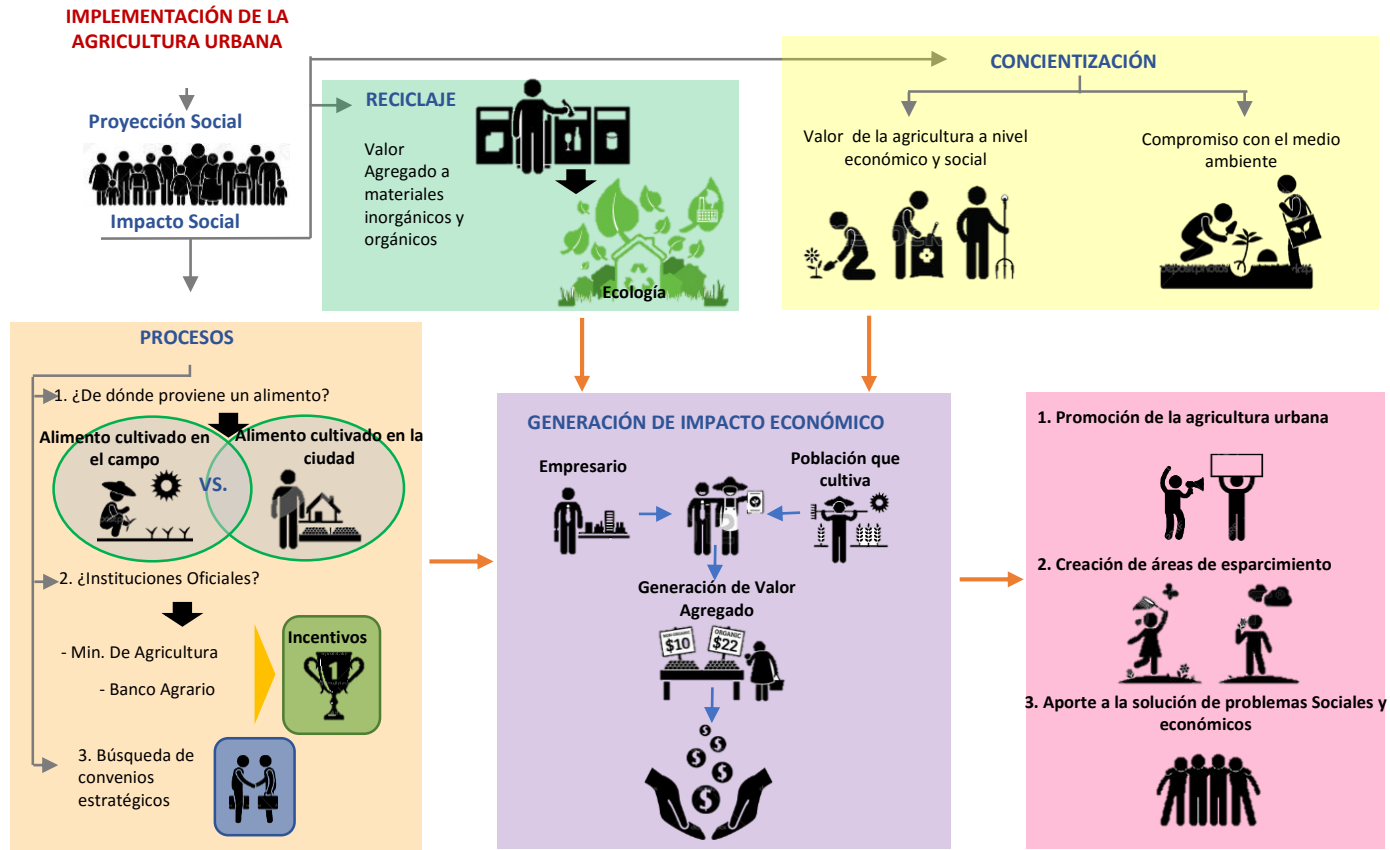 IMPLEMENTACIÓN DE LA
AGRICULTURA URBANA
Proyección Social
Impacto Social
RECICLAJE
Valor
Agregado a
materiales
inorgánicos y
orgánicos
Ecología
CONCIENTIZACIÓN
Valor de la agricultura a nivel
económico y social
Compromiso con el medio
ambiente
depositphotos
PROCESOS
1. ¿De dónde proviene un alimento?
Alimento cultivado en
el campo
VS.
Alimento cultivado en la
ciudad
2. ¿Instituciones Oficiales?
- Min. De Agricultura
- Banco Agrario
Incentivos
1
3. Búsqueda de
convenios
estratégicos
GENERACIÓN DE IMPACTO ECONÓMICO
Empresario
Población que
cultiva
Generación de Valor
Agregado
NON-ORGANIC
$10
ORGANIC
$22
$
$
$
$
$
1. Promoción de la agricultura urbana
2. Creación de áreas de esparcimiento
3. Aporte a la solución de problemas Sociales y
económicos